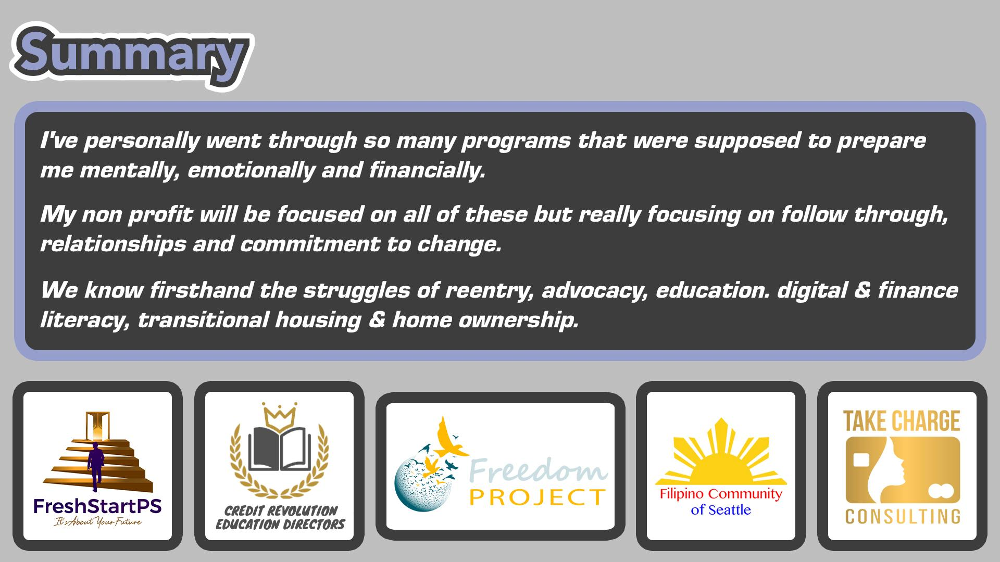 Summary
I've personally went through so many programs that were supposed to prepare
me mentally, emotionally and financially.
My non profit will be focused on all of these but really focusing on follow through,
relationships and commitment to change.
We know firsthand the struggles of reentry, advocacy, education. digital & finance
literacy, transitional housing & home ownership.
FreshStartPS
It's About Your Future
CREDIT REVOLUTION
EDUCATION DIRECTORS
Freedom
PROJECT
Filipino Community
of Seattle
TAKE CHARGE
CONSULTING